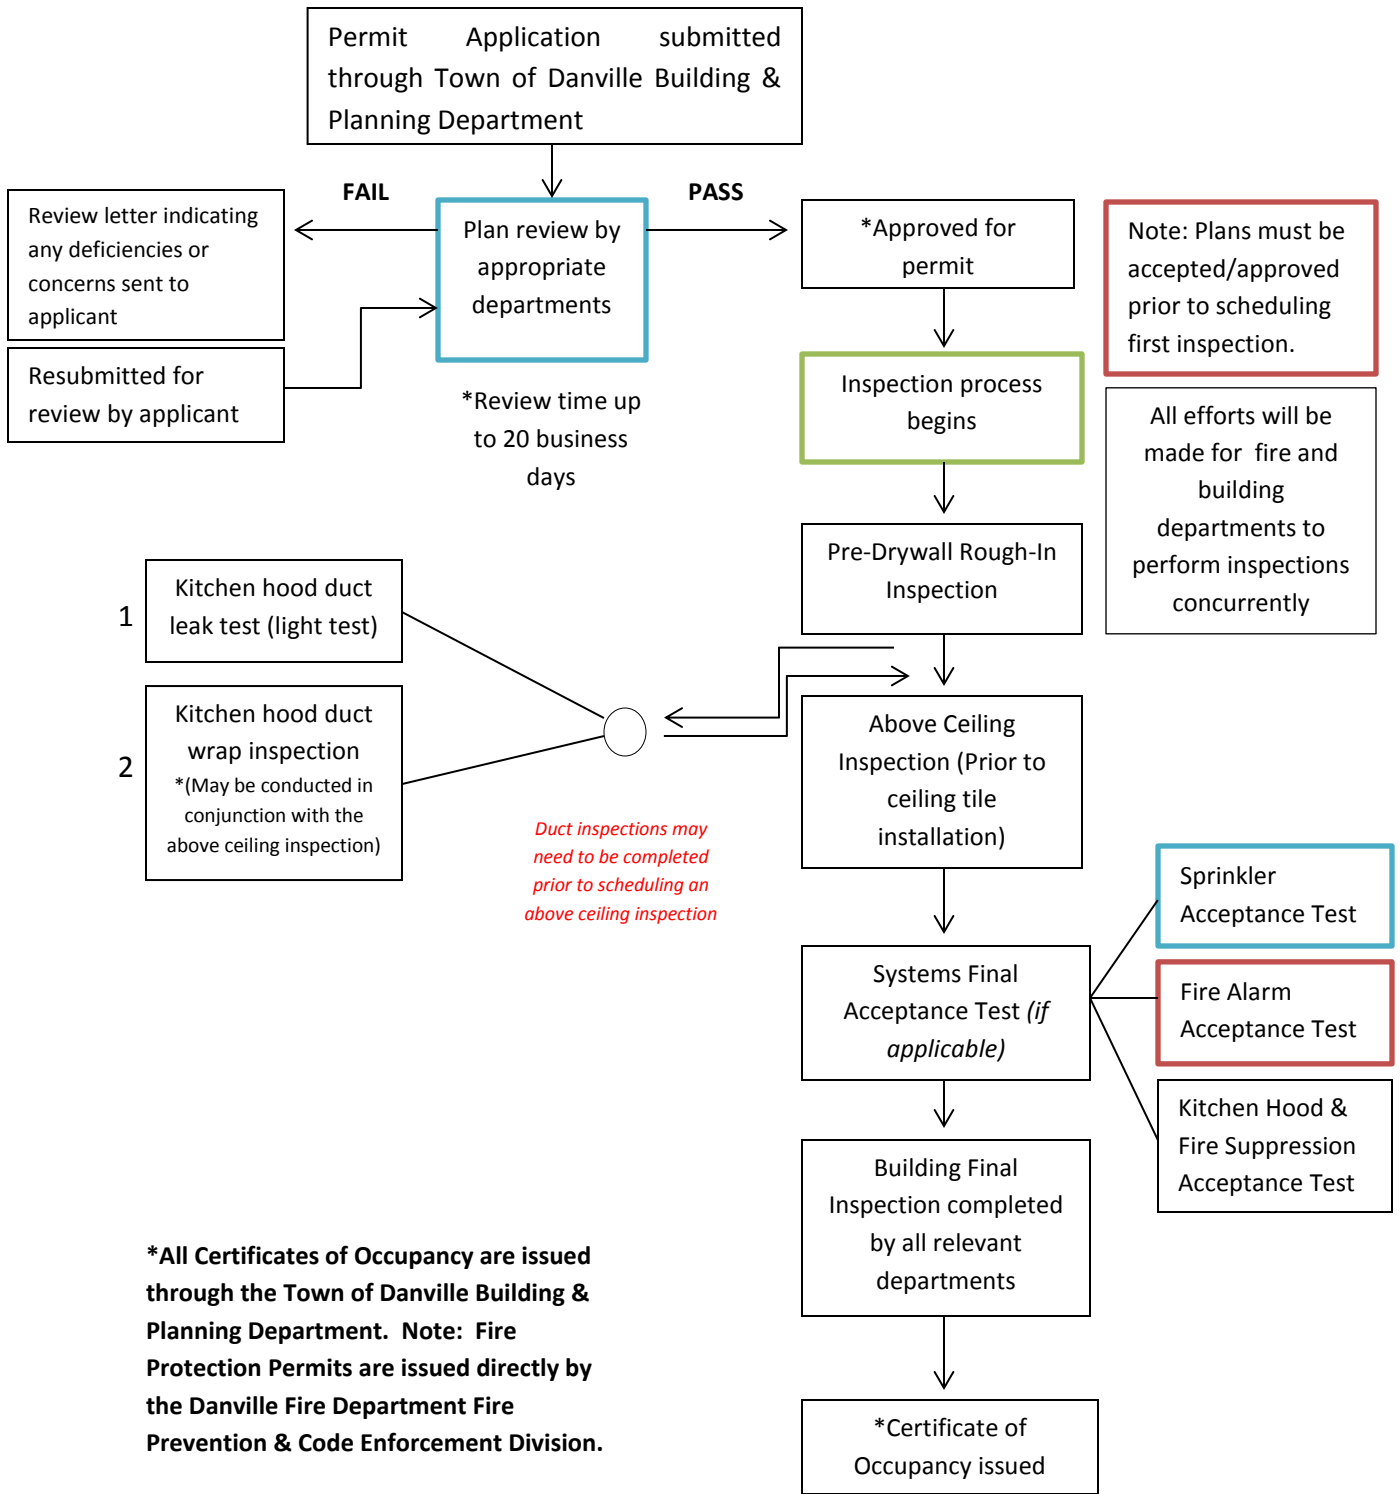 Permit Application submitted
through Town of Danville Building &
Planning Department
FAIL
PASS
Review letter indicating
any deficiencies or
concerns sent to
applicant
Resubmitted for
review by applicant
Plan review by
appropriate
departments
*Review time up
to 20 business
days
*Approved for
permit
Note: Plans must be
accepted/approved
prior to scheduling
first inspection.
Inspection process
begins
All efforts will be
made for fire and
building
departments to
perform inspections
concurrently
Pre-Drywall Rough-In
Inspection
1
Kitchen hood duct
leak test (light test)
2
Kitchen hood duct
wrap inspection
*(May be conducted in
conjunction with the
above ceiling inspection)
Duct inspections may
need to be completed
prior to scheduling an
above ceiling inspection
Above Ceiling
Inspection (Prior to
ceiling tile
installation)
Systems Final
Acceptance Test (if
applicable)
Sprinkler
Acceptance Test
Fire Alarm
Acceptance Test
Kitchen Hood &
Fire Suppression
Acceptance Test
Building Final
Inspection completed
by all relevant
departments
*All Certificates of Occupancy are issued
through the Town of Danville Building &
Planning Department. Note: Fire
Protection Permits are issued directly by
the Danville Fire Department Fire
Prevention & Code Enforcement Division.
*Certificate of
Occupancy issued